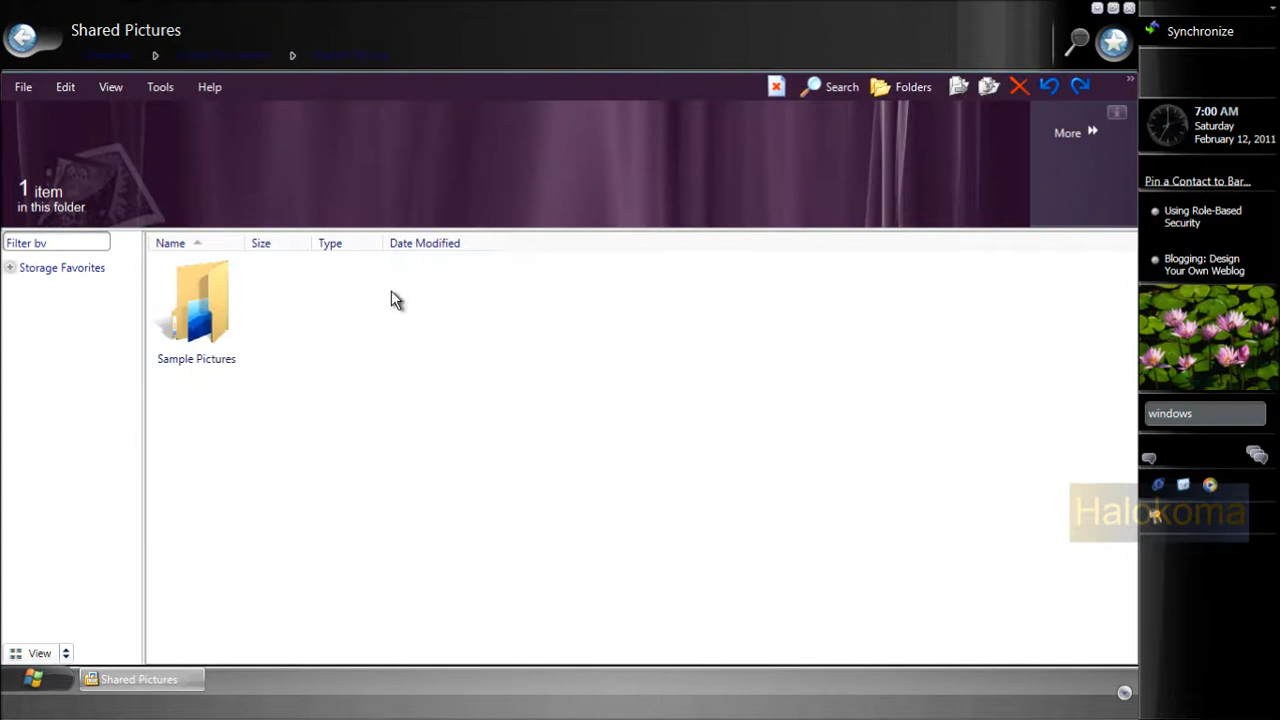 Shared Pictures
Synchronize
File Edit View Tools Help
Search Folders
More
1 item
in this folder
7:00 AM
Saturday
February 12, 2011
Pin a Contact to Bar...
Using Role-Based
Security
Blogging: Design
Your Own Weblog
Filter by
Name Size Type Date Modified
Storage Favorites
Sample Pictures
windows
Halokoma
View
Shared Pictures